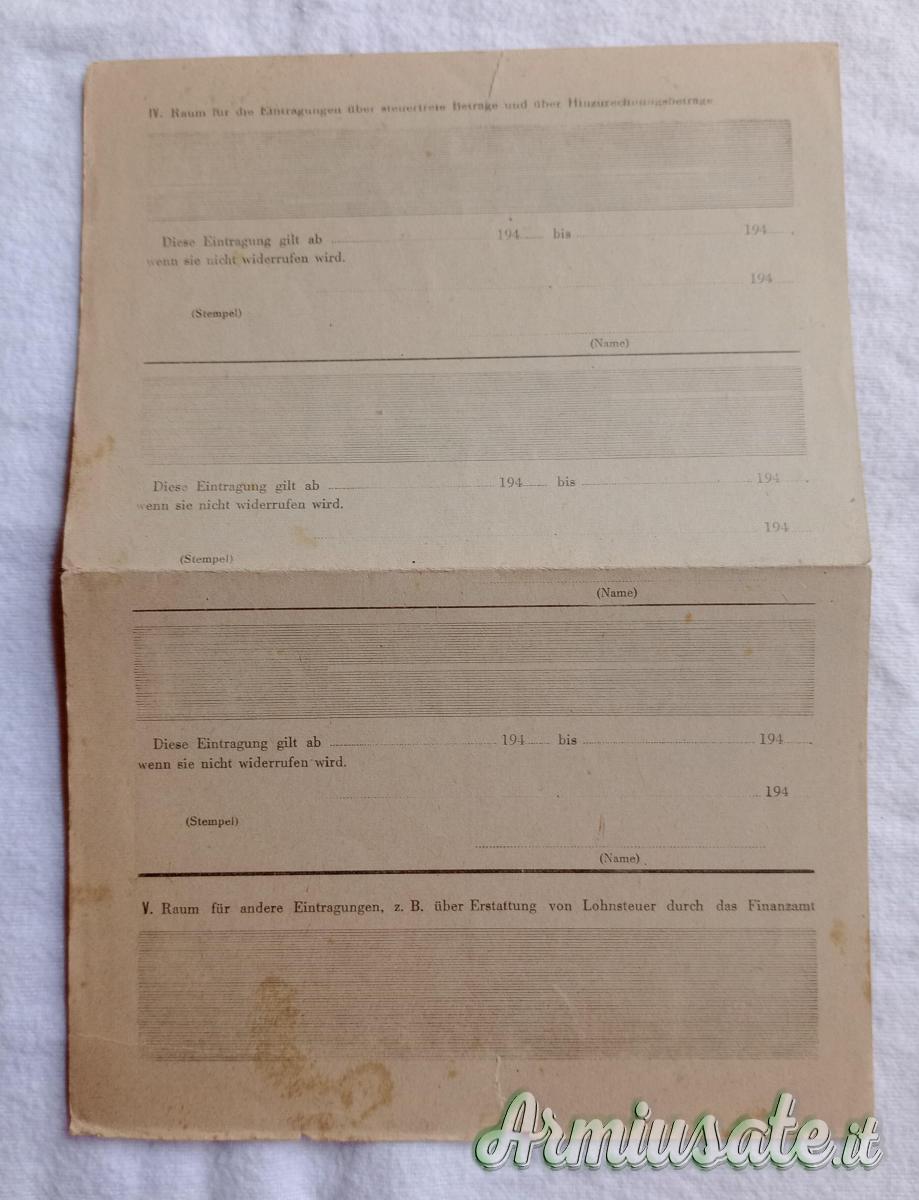 IV. Raum für die Eintragungen über steuerfreie Beträge und über Hinzurechnungsbeträge
Diese Eintragung gilt ab ........ 194...... bis ........ 194......
wenn sie nicht widerrufen wird.
........ 194......
(Stempel)
(Name)
Diese Eintragung gilt ab ........ 194...... bis ........ 194......
wenn sie nicht widerrufen wird.
........ 194......
(Stempel)
(Name)
Diese Eintragung gilt ab ........ 194...... bis ........ 194......
wenn sie nicht widerrufen wird.
........ 194
(Stempel)
(Name)
V. Raum für andere Eintragungen, z. B. über Erstattung von Lohnsteuer durch das Finanzamt
Armiusate.it